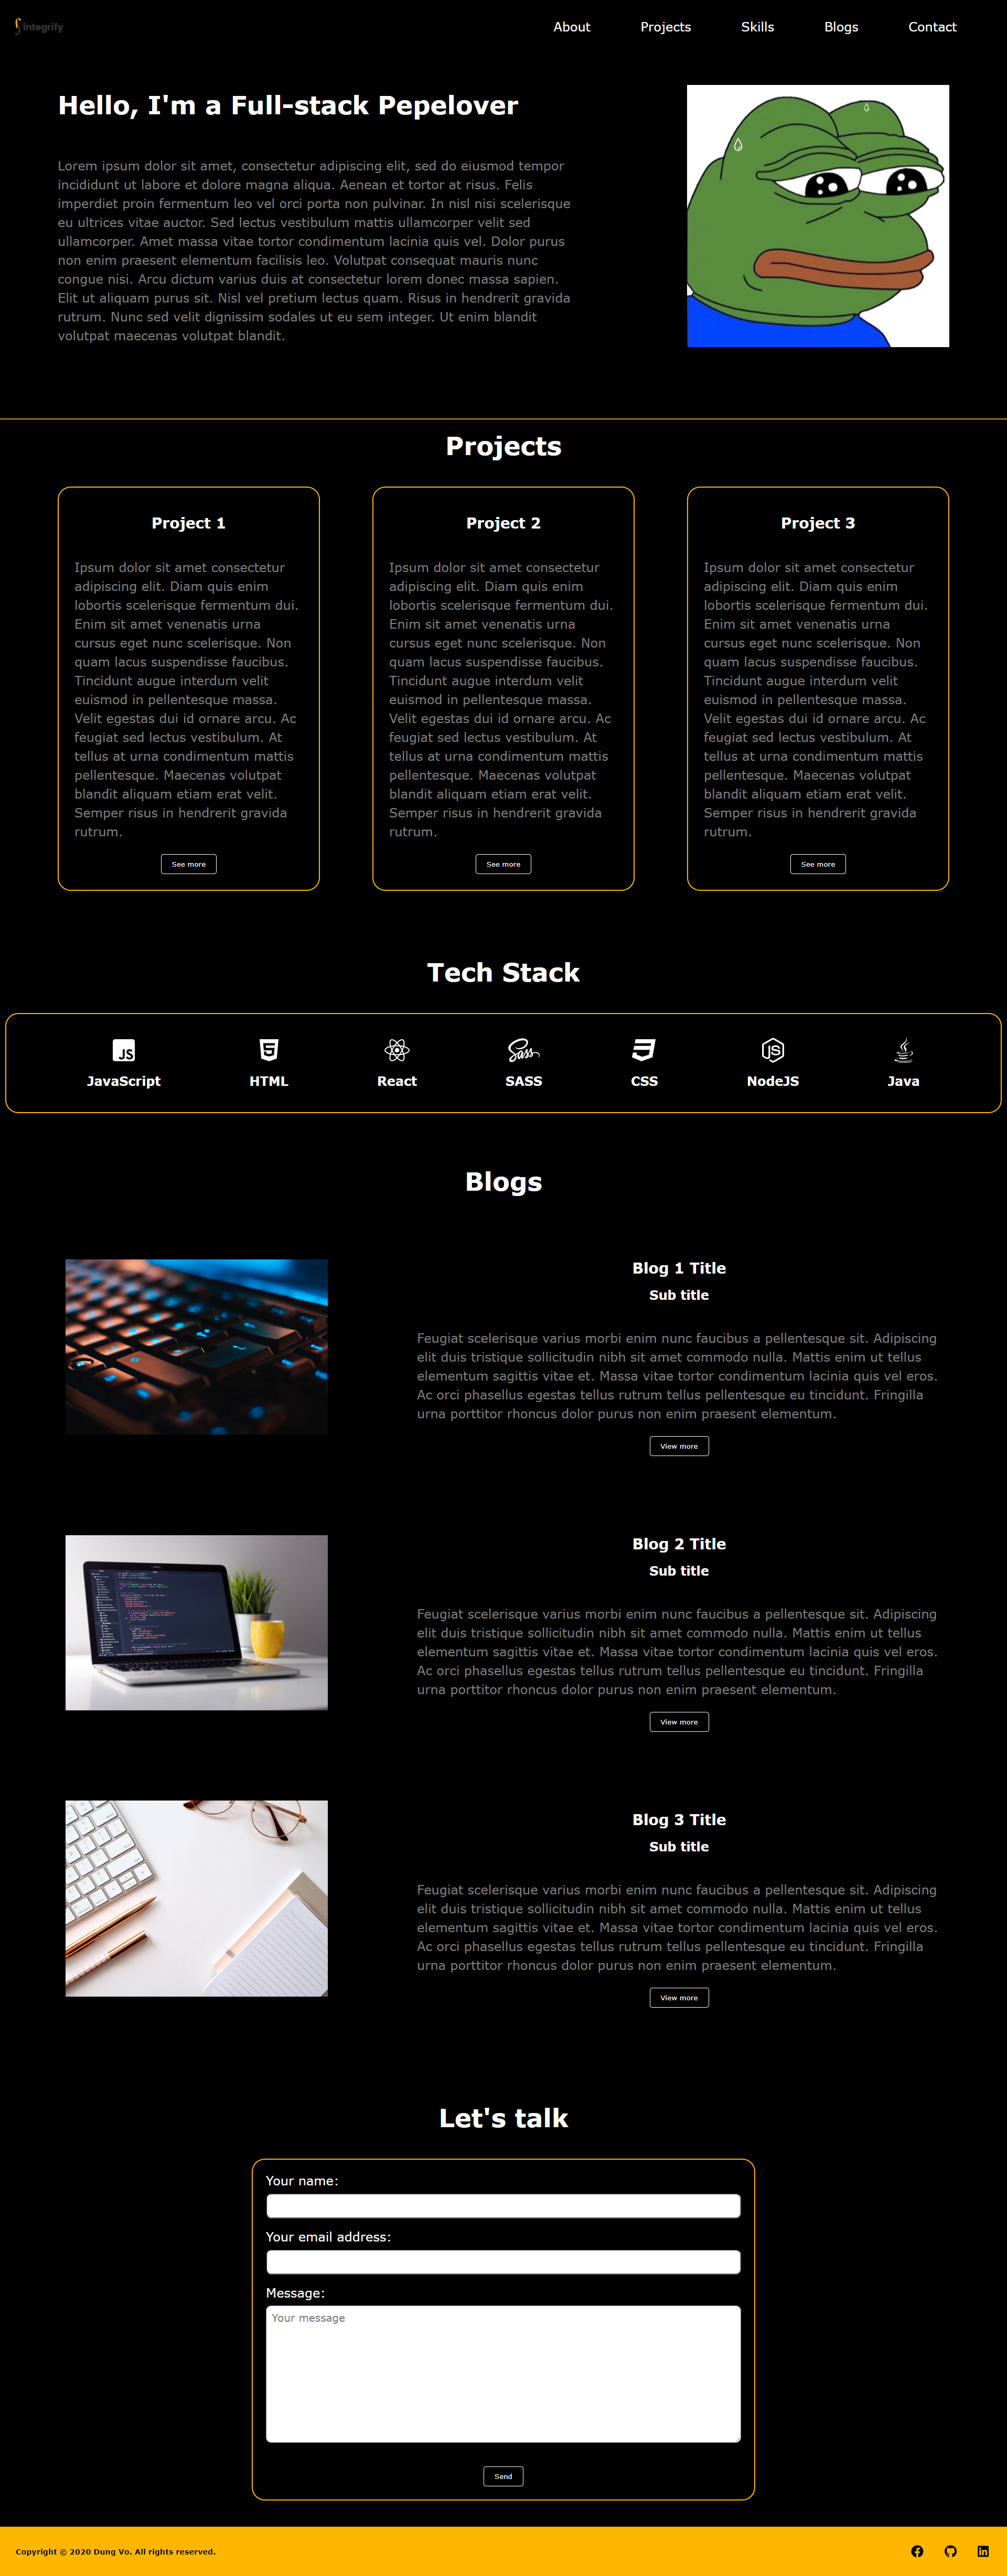 integrify
About Projects Skills Blogs Contact
Hello, I'm a Full-stack Pepelover
Lorem ipsum dolor sit amet, consectetur adipiscing elit, sed do eiusmod tempor
incididunt ut labore et dolore magna aliqua. Aenean et tortor at risus. Felis
imperdiet proin fermentum leo vel orci porta non pulvinar. In nisl nisi scelerisque
eu ultrices vitae auctor. Sed lectus vestibulum mattis ullamcorper velit sed
ullamcorper. Amet massa vitae tortor condimentum lacinia quis vel. Dolor purus
non enim praesent elementum facilisis leo. Volutpat consequat mauris nunc
congue nisi. Arcu dictum varius duis at consectetur lorem donec massa sapien.
Elit ut aliquam purus sit. Nisl vel pretium lectus quam. Risus in hendrerit gravida
rutrum. Nunc sed velit dignissim sodales ut eu sem integer. Ut enim blandit
volutpat maecenas volutpat blandit.
Projects
Project 1
Ipsum dolor sit amet consectetur
adipiscing elit. Diam quis enim
lobortis scelerisque fermentum dui.
Enim sit amet venenatis urna
cursus eget nunc scelerisque. Non
quam lacus suspendisse faucibus.
Tincidunt augue interdum velit
euismod in pellentesque massa.
Velit egestas dui id ornare arcu. Ac
feugiat sed lectus vestibulum. At
tellus at urna condimentum mattis
pellentesque. Maecenas volutpat
blandit aliquam etiam erat velit.
Semper risus in hendrerit gravida
rutrum.
See more
Project 2
Ipsum dolor sit amet consectetur
adipiscing elit. Diam quis enim
lobortis scelerisque fermentum dui.
Enim sit amet venenatis urna
cursus eget nunc scelerisque. Non
quam lacus suspendisse faucibus.
Tincidunt augue interdum velit
euismod in pellentesque massa.
Velit egestas dui id ornare arcu. Ac
feugiat sed lectus vestibulum. At
tellus at urna condimentum mattis
pellentesque. Maecenas volutpat
blandit aliquam etiam erat velit.
Semper risus in hendrerit gravida
rutrum.
See more
Project 3
Ipsum dolor sit amet consectetur
adipiscing elit. Diam quis enim
lobortis scelerisque fermentum dui.
Enim sit amet venenatis urna
cursus eget nunc scelerisque. Non
quam lacus suspendisse faucibus.
Tincidunt augue interdum velit
euismod in pellentesque massa.
Velit egestas dui id ornare arcu. Ac
feugiat sed lectus vestibulum. At
tellus at urna condimentum mattis
pellentesque. Maecenas volutpat
blandit aliquam etiam erat velit.
Semper risus in hendrerit gravida
rutrum.
See more
Tech Stack
JavaScript HTML React SASS CSS NodeJS Java
Blogs
Blog 1 Title
Sub title
Feugiat scelerisque varius morbi enim nunc faucibus a pellentesque sit. Adipiscing
elit duis tristique sollicitudin nibh sit amet commodo nulla. Mattis enim ut tellus
elementum sagittis vitae et. Massa vitae tortor condimentum lacinia quis vel eros.
Ac orci phasellus egestas tellus rutrum tellus pellentesque eu tincidunt. Fringilla
urna porttitor rhoncus dolor purus non enim praesent elementum.
View more
Blog 2 Title
Sub title
Feugiat scelerisque varius morbi enim nunc faucibus a pellentesque sit. Adipiscing
elit duis tristique sollicitudin nibh sit amet commodo nulla. Mattis enim ut tellus
elementum sagittis vitae et. Massa vitae tortor condimentum lacinia quis vel eros.
Ac orci phasellus egestas tellus rutrum tellus pellentesque eu tincidunt. Fringilla
urna porttitor rhoncus dolor purus non enim praesent elementum.
View more
Blog 3 Title
Sub title
Feugiat scelerisque varius morbi enim nunc faucibus a pellentesque sit. Adipiscing
elit duis tristique sollicitudin nibh sit amet commodo nulla. Mattis enim ut tellus
elementum sagittis vitae et. Massa vitae tortor condimentum lacinia quis vel eros.
Ac orci phasellus egestas tellus rutrum tellus pellentesque eu tincidunt. Fringilla
urna porttitor rhoncus dolor purus non enim praesent elementum.
View more
Let's talk
Your name:
Your email address:
Message:
Your message
Send
Copyright © 2020 Dung Vo. All rights reserved.